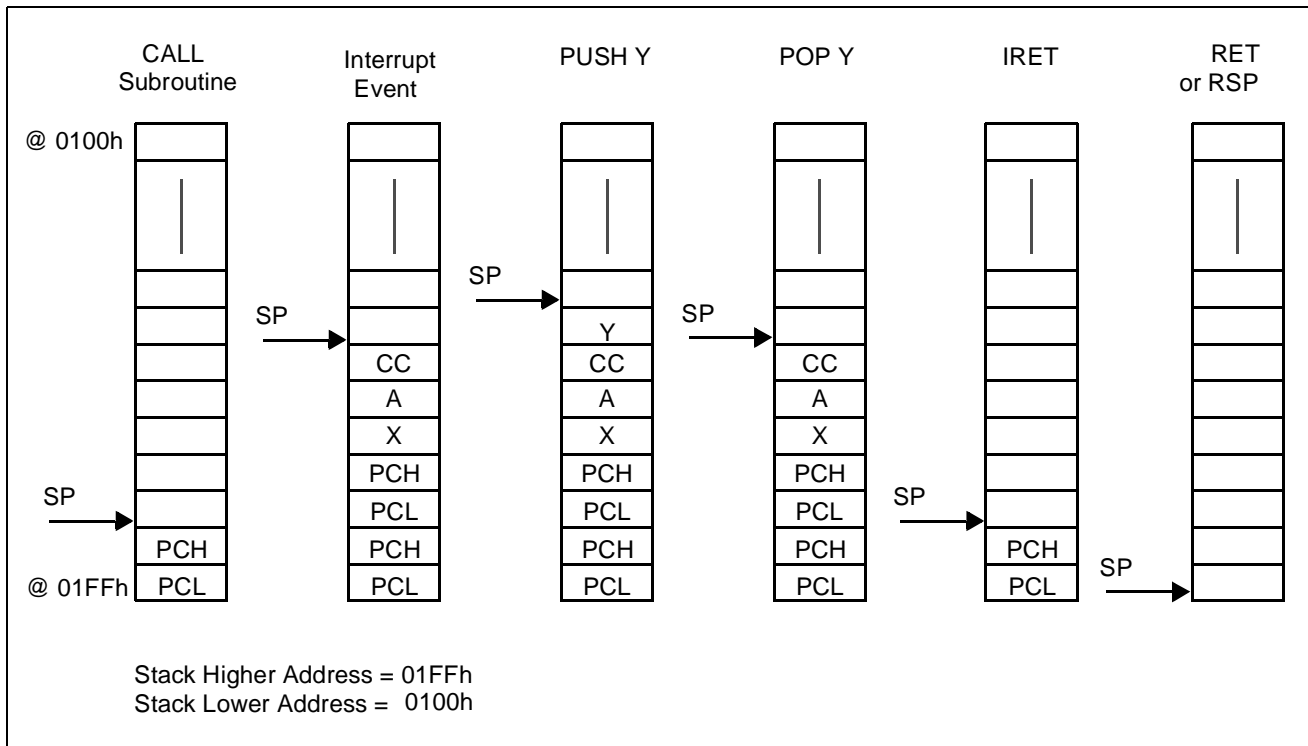 CALL
Subroutine
Interrupt
Event
PUSH Y
POP Y
IRET
RET
or RSP
@ 0100h
SP
SP
Y
SP
CC
CC
CC
A
A
A
X
X
X
PCH
PCH
PCH
SP
PCL
PCL
PCL
SP
PCH
PCH
PCH
PCH
PCH
@ 01FFh
PCL
PCL
PCL
PCL
PCL
SP
Stack Higher Address = 01FFh
Stack Lower Address = 0100h